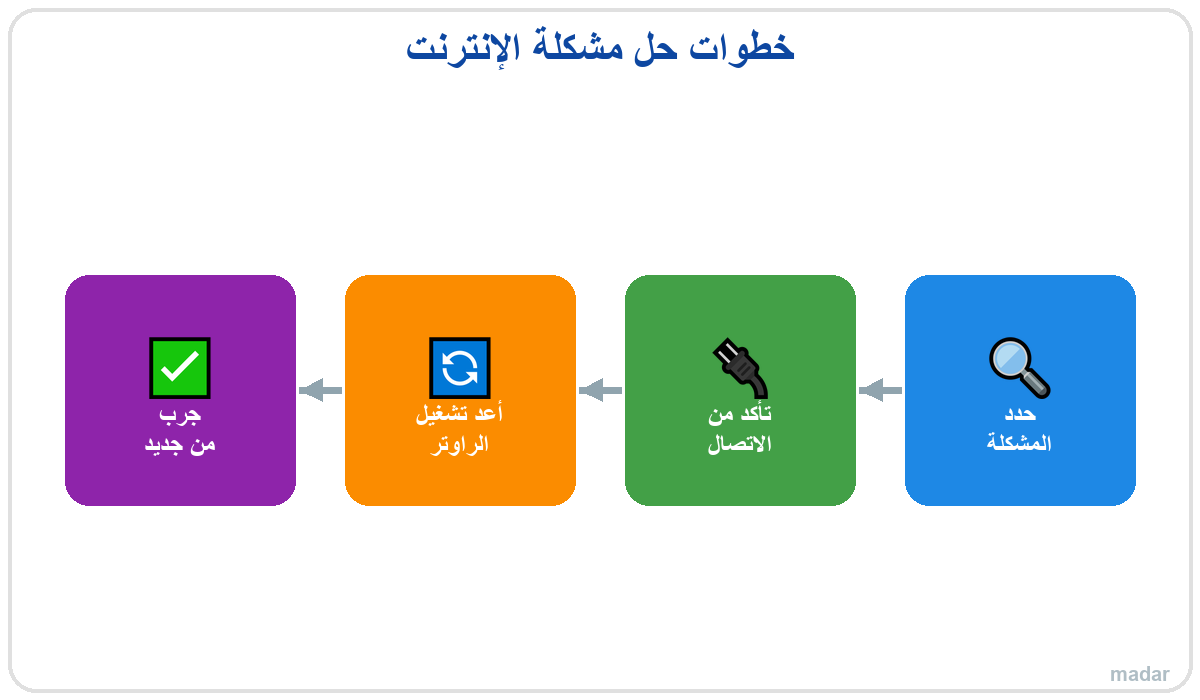 خطوات حل مشكلة الإنترنت
حدد
المشكلة
تأكد من
الاتصال
أعد تشغيل
الراوتر
جرب
من جديد
madar